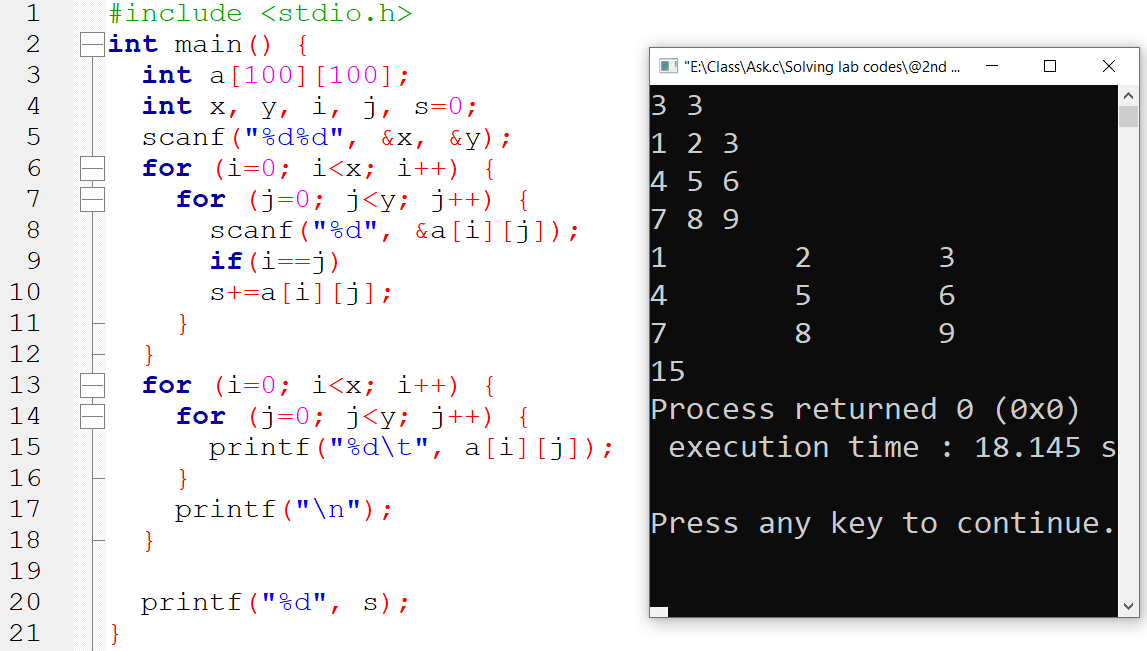 1 #include <stdio.h>
2 int main() {
3 int a[100][100];
4 int x, y, i, j, s=0;
5 scanf("%d%d", &x, &y);
6 for (i=0; i<x; i++) {
7 for (j=0; j<y; j++) {
8 scanf("%d", &a[i][j]);
9 if(i==j)
10 s+=a[i][j];
11 }
12 }
13 for (i=0; i<x; i++) {
14 for (j=0; j<y; j++) {
15 printf("%d\t", a[i][j]);
16 }
17 printf("\n");
18 }
19
20 printf("%d", s);
21 }
"E:\Class\Ask.c\Solving lab codes\@2nd ...
3 3
1 2 3
4 5 6
7 8 9
1 2 3
4 5 6
7 8 9
15
Process returned 0 (0x0)
execution time : 18.145 s
Press any key to continue.